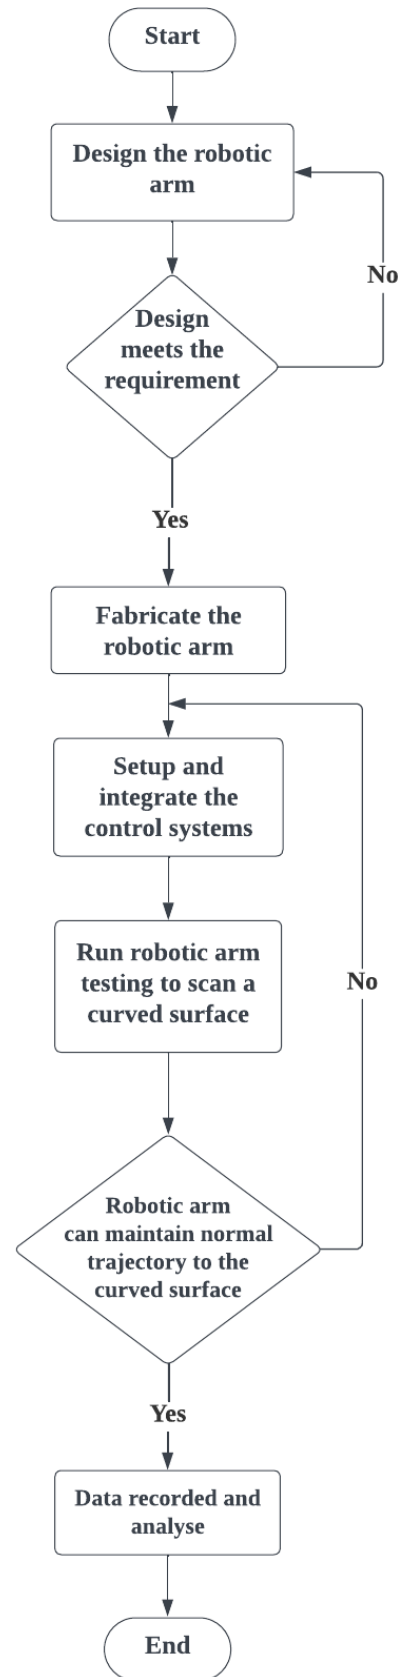 Start
Design the robotic
arm
No
Design
meets the
requirement
Yes
Fabricate the
robotic arm
Setup and
integrate the
control systems
Run robotic arm
testing to scan a
curved surface
No
Robotic arm
can maintain normal
trajectory to the
curved surface
Yes
Data recorded and
analyse
End